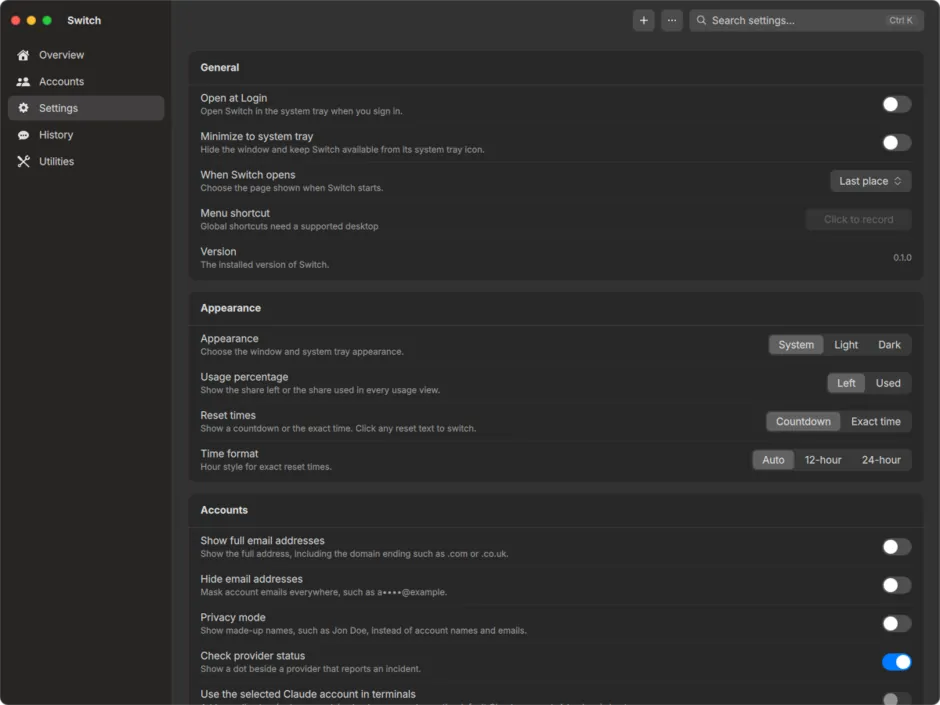 Switch
Search settings...
Ctrl K
Overview
Accounts
Settings
History
Utilities
General
Open at Login
Open Switch in the system tray when you sign in.
Minimize to system tray
Hide the window and keep Switch available from its system tray icon.
When Switch opens
Choose the page shown when Switch starts.
Last place
Menu shortcut
Global shortcuts need a supported desktop
Click to record
Version
The installed version of Switch.
0.1.0
Appearance
Appearance
Choose the window and system tray appearance.
System Light Dark
Usage percentage
Show the share left or the share used in every usage view.
Left Used
Reset times
Show a countdown or the exact time. Click any reset text to switch.
Countdown Exact time
Time format
Hour style for exact reset times.
Auto 12-hour 24-hour
Accounts
Show full email addresses
Show the full address, including the domain ending such as .com or .co.uk.
Hide email addresses
Mask account emails everywhere, such as a••••@example.
Privacy mode
Show made-up names, such as Jon Doe, instead of account names and emails.
Check provider status
Show a dot beside a provider that reports an incident.
Use the selected Claude account in terminals